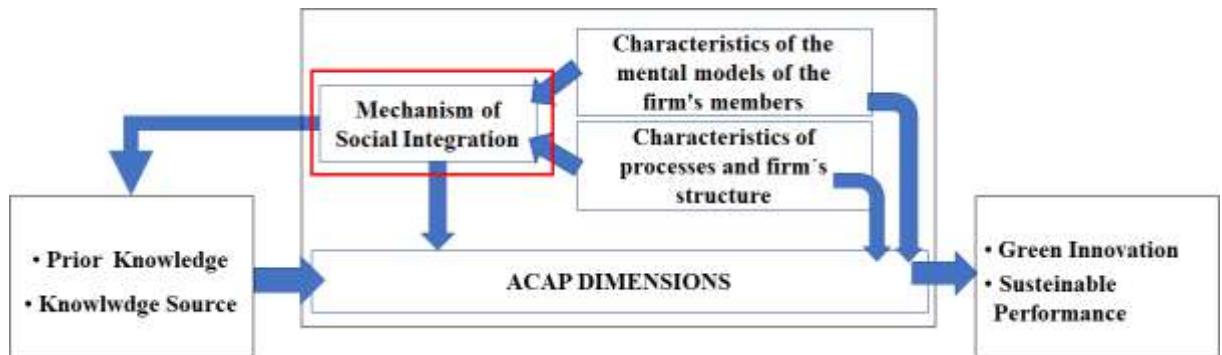 Characteristics of the
mental models of the
firm's members
Mechanism of
Social Integration
Characteristics of
processes and firm´s
structure
• Prior Knowledge
• Knowlwdge Source
ACAP DIMENSIONS
• Green Innovation
• Susteinable
Performance